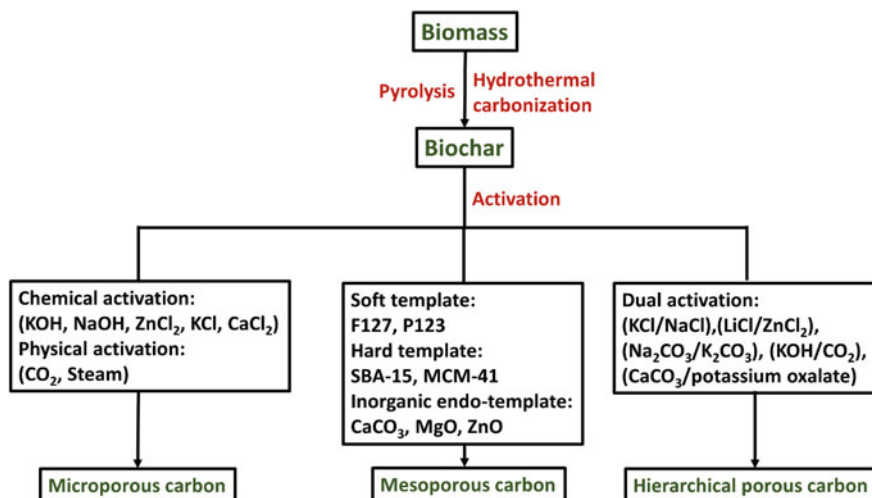 Biomass
Pyrolysis
Hydrothermal
carbonization
Biochar
Activation
Chemical activation:
(KOH, NaOH, ZnCl₂, KCl, CaCl₂)
Physical activation:
(CO₂, Steam)
Soft template:
F127, P123
Hard template:
SBA-15, MCM-41
Inorganic endo-template:
CaCO₃, MgO, ZnO
Dual activation:
(KCl/NaCl),(LiCl/ZnCl₂),
(Na₂CO₃/K₂CO₃), (KOH/CO₂),
(CaCO₃/potassium oxalate)
Microporous carbon
Mesoporous carbon
Hierarchical porous carbon